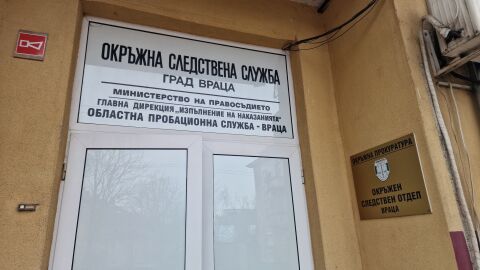 ОКРЪЖНА СЛЕДСТВЕНА СЛУЖБА
ГРАД ВРАЦА
МИНИСТЕРСТВО НА ПРАВОСЪДИЕТО
ГЛАВНА ДИРЕКЦИЯ „ИЗПЪЛНЕНИЕ НА НАКАЗАНИЯТА"
ОБЛАСТНА ПРОБАЦИОННА СЛУЖБА - ВРАЦА
ОКРЪЖНА ПРОКУРАТУРА
ОКРЪЖЕН
СЛЕДСТВЕН ОТДЕЛ
ВРАЦА